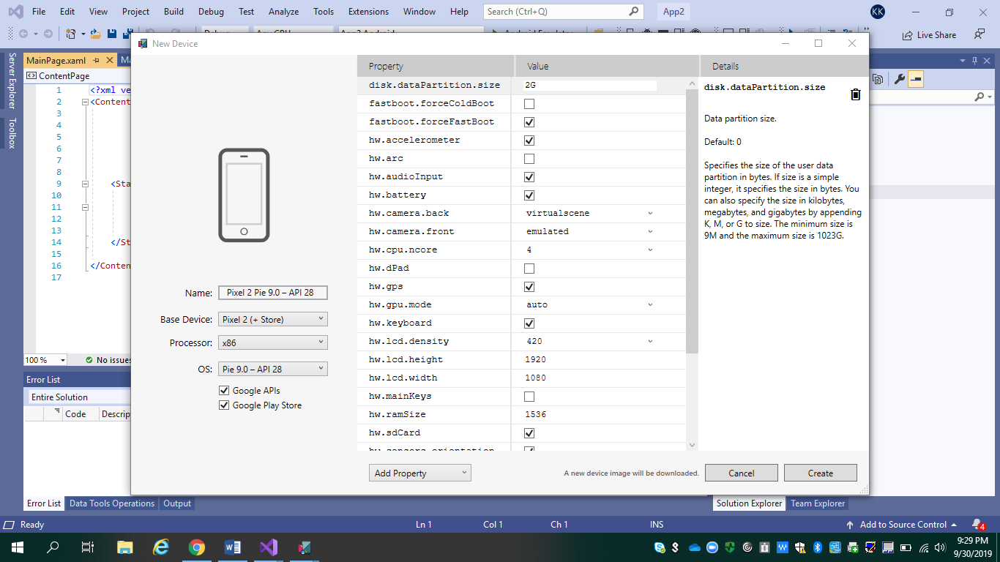 File Edit View Project Build Debug Test Analyze Tools Extensions Window Help Search (Ctrl+Q) App2 KK
Live Share
New Device
Server Explorer
Toolbox
MainPage.xaml
ContentPage
1 <?xml ve
2 <Content
3
4
5
6
7
8
9 <Sta
10
11
12
13
14 </St
15
16 </Conten
17
100 % No issues
Error List
Entire Solution
Code Descrip
Name: Pixel 2 Pie 9.0 – API 28
Base Device: Pixel 2 (+ Store)
Processor: x86
OS: Pie 9.0 – API 28
Google APIs
Google Play Store
Property Value
disk.dataPartition.size 2G
fastboot.forceColdBoot
fastboot.forceFastBoot
hw.accelerometer
hw.arc
hw.audioInput
hw.battery
hw.camera.back virtualscene
hw.camera.front emulated
hw.cpu.ncore 4
hw.dPad
hw.gps
hw.gpu.mode auto
hw.keyboard
hw.lcd.density 420
hw.lcd.height 1920
hw.lcd.width 1080
hw.mainKeys
hw.ramSize 1536
hw.sdCard
hw.sensors.orientation
Details
disk.dataPartition.size
Data partition size.
Default: 0
Specifies the size of the user data
partition in bytes. If size is a simple
integer, it specifies the size in bytes. You
can also specify the size in kilobytes,
megabytes, and gigabytes by appending
K, M, or G to size. The minimum size is
9M and the maximum size is 1023G.
Add Property A new device image will be downloaded. Cancel Create
Error List Data Tools Operations Output Solution Explorer Team Explorer
Ready Ln 1 Col 1 Ch 1 INS Add to Source Control 4
9:29 PM
9/30/2019